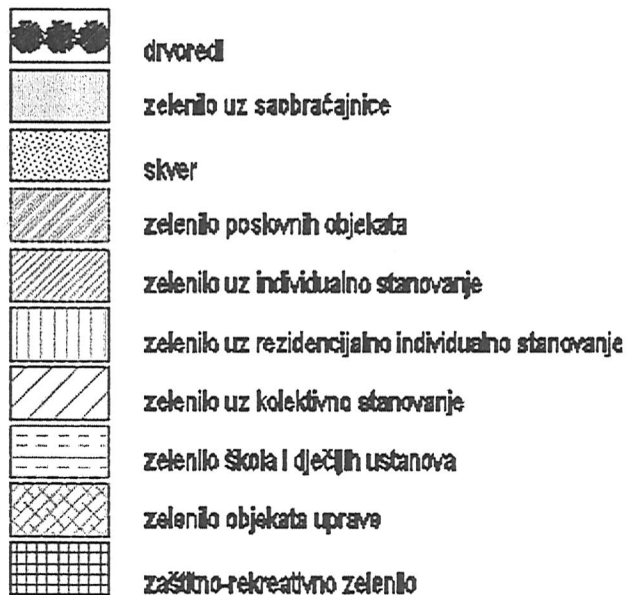 drvoredi
zelenilo uz saobraćajnice
skver
zelenilo poslovnih objekata
zelenilo uz individualno stanovanje
zelenilo uz rezidencijalno individualno stanovanje
zelenilo uz kolektivno stanovanje
zelenilo škola i dječijih ustanova
zelenilo objekata uprave
zaštitno-rekreativno zelenilo